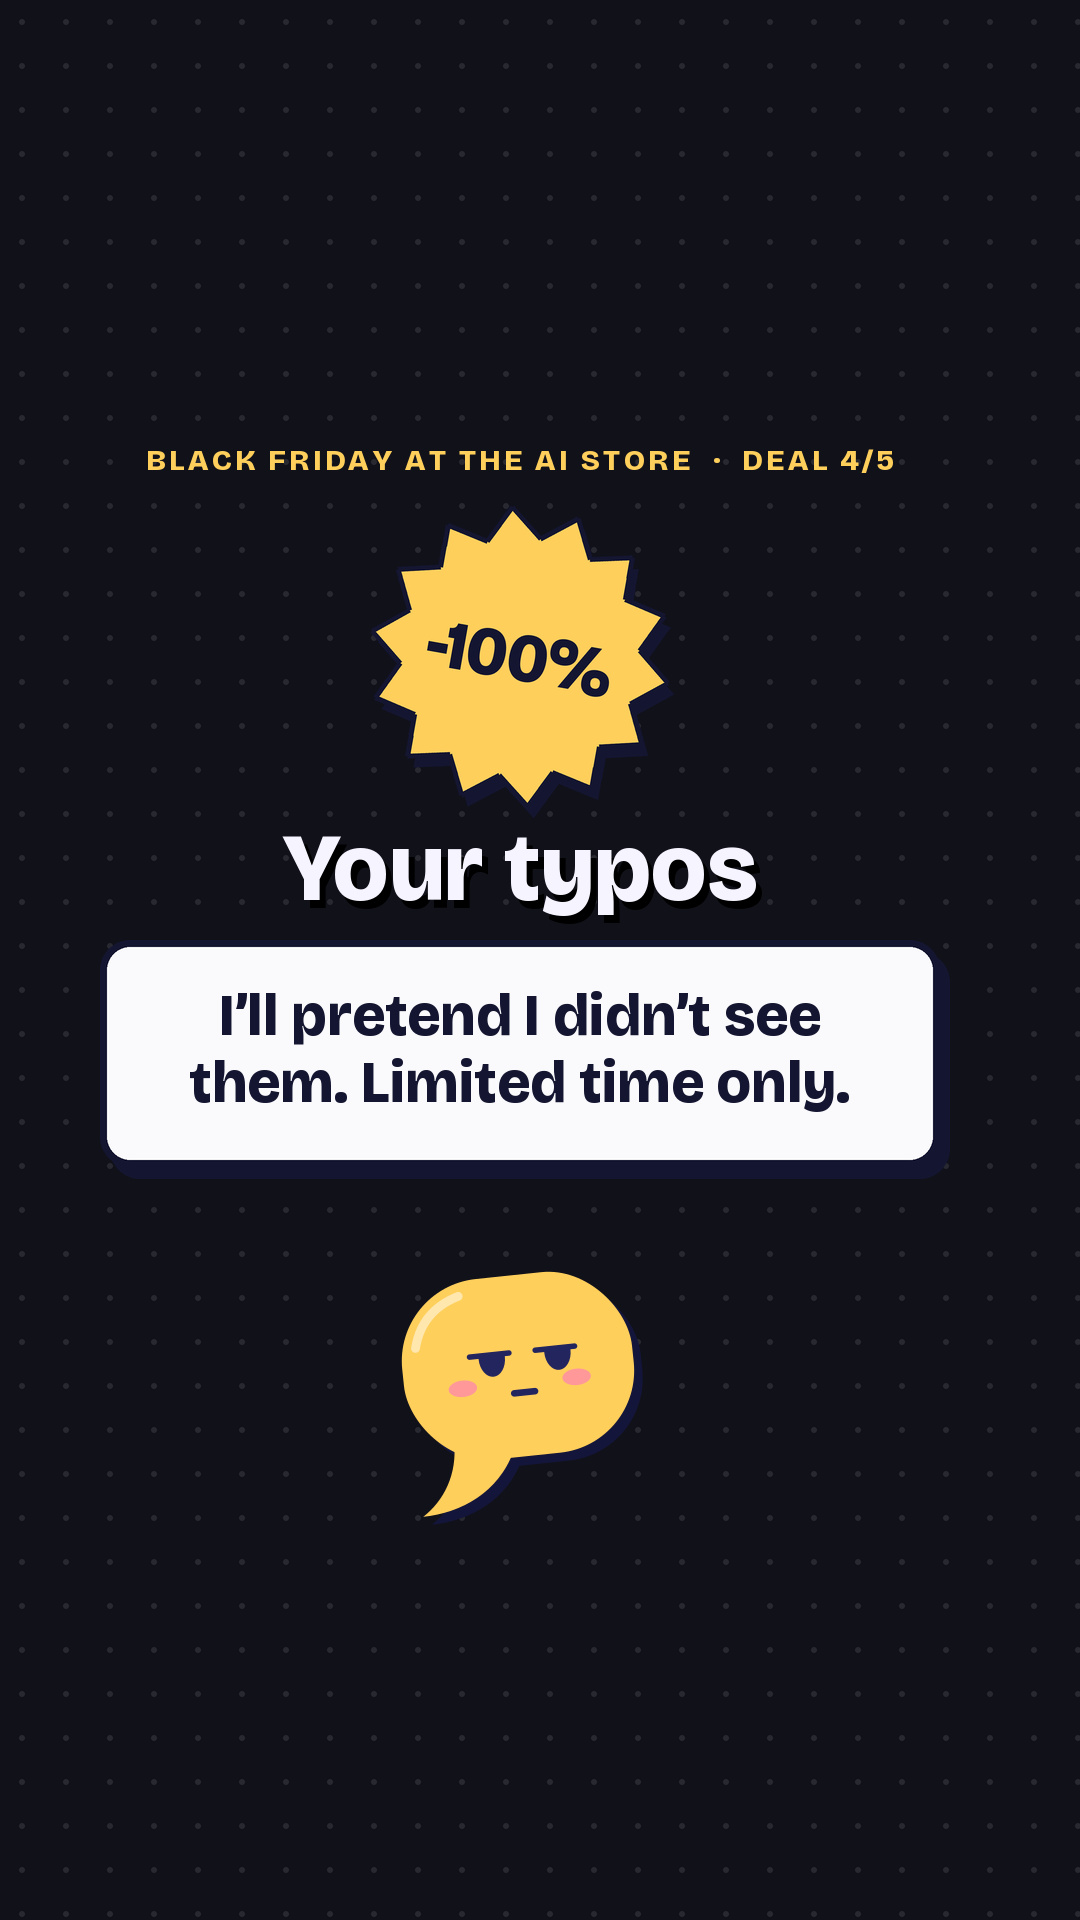 BLACK FRIDAY AT THE AI STORE · DEAL 4/5
-100%
Your typos
I’ll pretend I didn’t see
them. Limited time only.